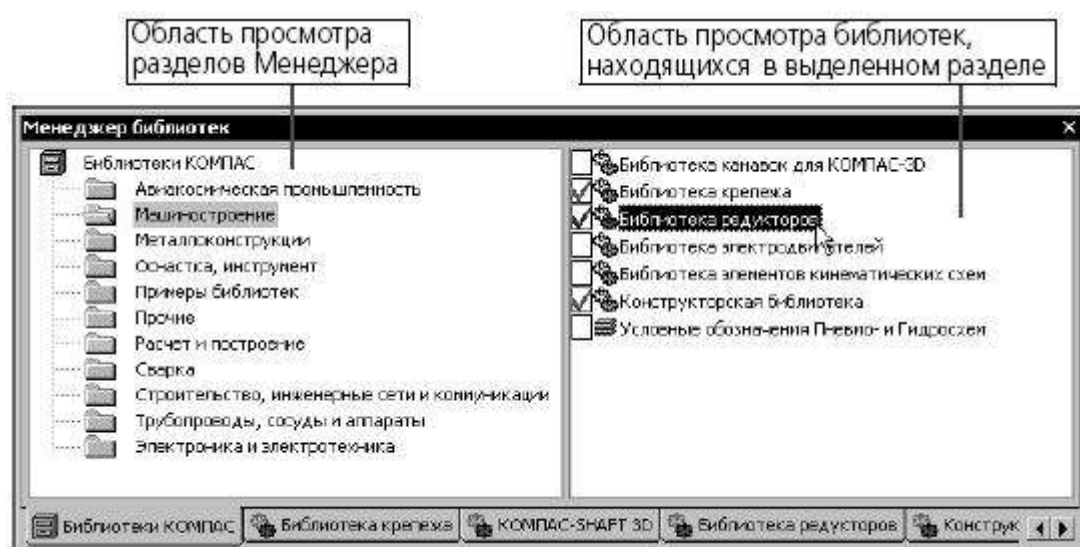 Область просмотра
разделов Менеджера
Область просмотра библиотек,
находящихся в выделенном разделе
Менеджер библиотек
Библиотеки КОМПАС
Авиакосмическая промышленность
Машиностроение
Металлоконструкции
Оснастка, инструмент
Примеры библиотек
Прочие
Расчет и построение
Сварка
Строительство, инженерные сети и коммуникации
Трубопроводы, сосуды и аппараты
Электроника и электротехника
Библиотека канавок для КОМПАС-3D
Библиотека крепежа
Библиотека редукторов
Библиотека электродвигателей
Библиотека элементов кинематических схем
Конструкторская библиотека
Условные обозначения Пневмо- и Гидросхем
Библиотеки КОМПАС
Библиотека крепежа
КОМПАС-SHAFT 3D
Библиотека редукторов
Конструк